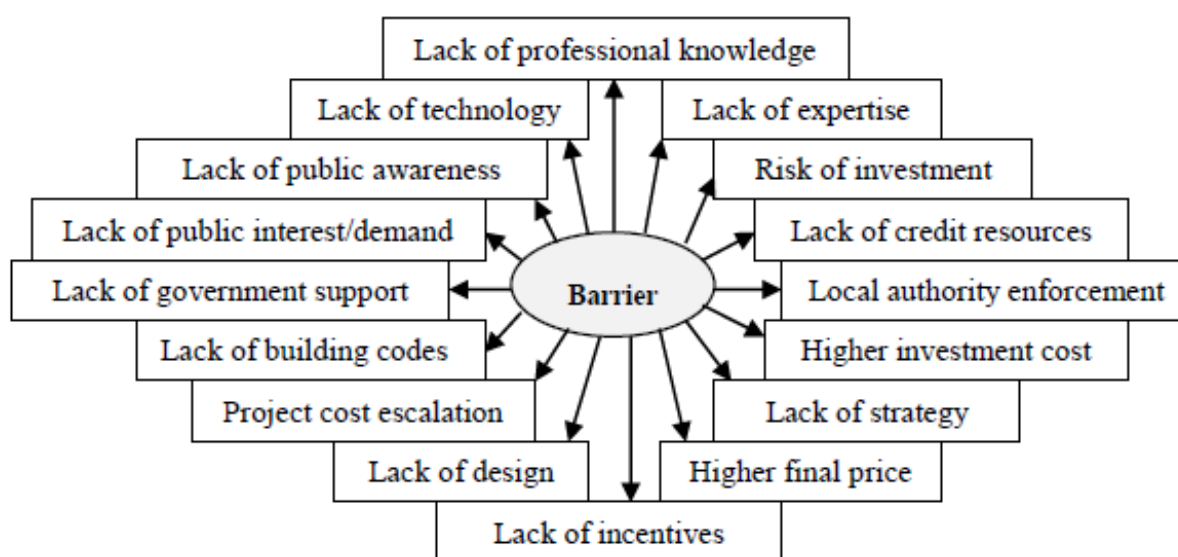 Lack of professional knowledge
Lack of technology
Lack of expertise
Lack of public awareness
Risk of investment
Lack of public interest/demand
Lack of credit resources
Lack of government support
Barrier
Local authority enforcement
Lack of building codes
Higher investment cost
Project cost escalation
Lack of strategy
Lack of design
Higher final price
Lack of incentives